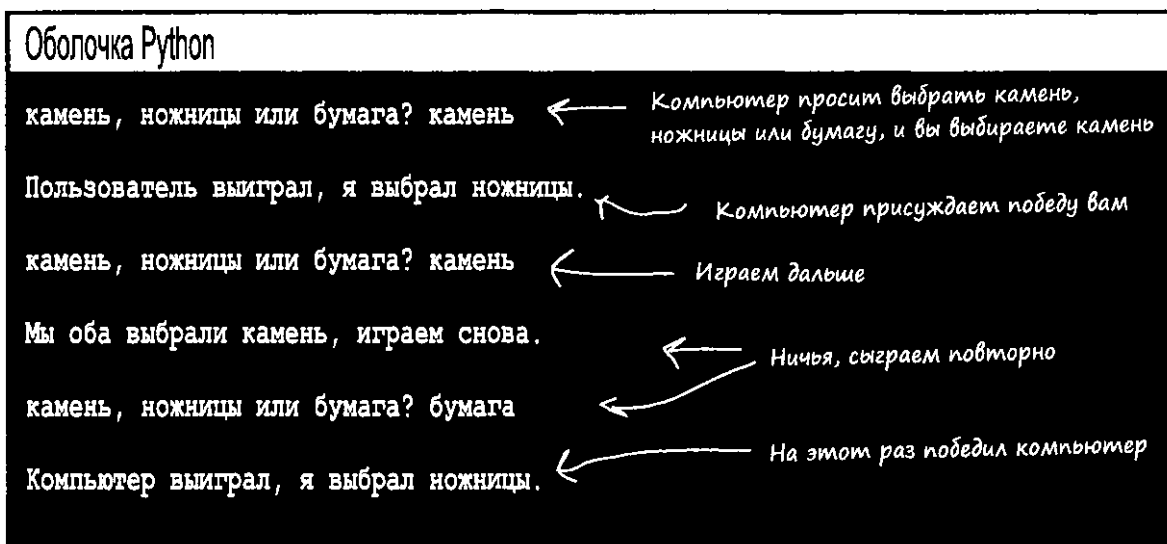 Оболочка Python
камень, ножницы или бумага? камень
Компьютер просит выбрать камень,
ножницы или бумагу, и вы выбираете камень
Пользователь выиграл, я выбрал ножницы.
Компьютер присуждает победу вам
камень, ножницы или бумага? камень
Играем дальше
Мы оба выбрали камень, играем снова.
Ничья, сыграем повторно
камень, ножницы или бумага? бумага
На этот раз победил компьютер
Компьютер выиграл, я выбрал ножницы.